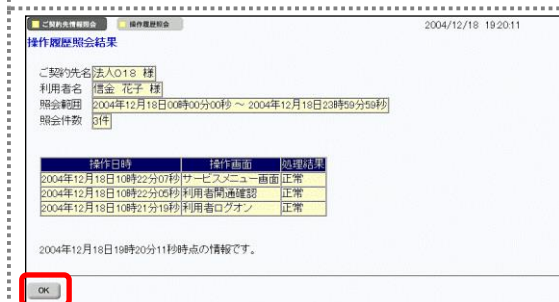 ご契約先情報照会 操作履歴照会 2004/12/18 19:20:11
操作履歴照会結果
ご契約先名 法人018 様
利用者名 信金 花子 様
照会範囲 2004年12月18日00時00分00秒 ~ 2004年12月18日23時59分59秒
照会件数 3件
操作日時 操作画面 処理結果
2004年12月18日10時22分07秒 サービスメニュー画面 正常
2004年12月18日10時22分05秒 利用者開通確認 正常
2004年12月18日10時21分19秒 利用者ログオン 正常
2004年12月18日19時20分11秒時点の情報です。
OK